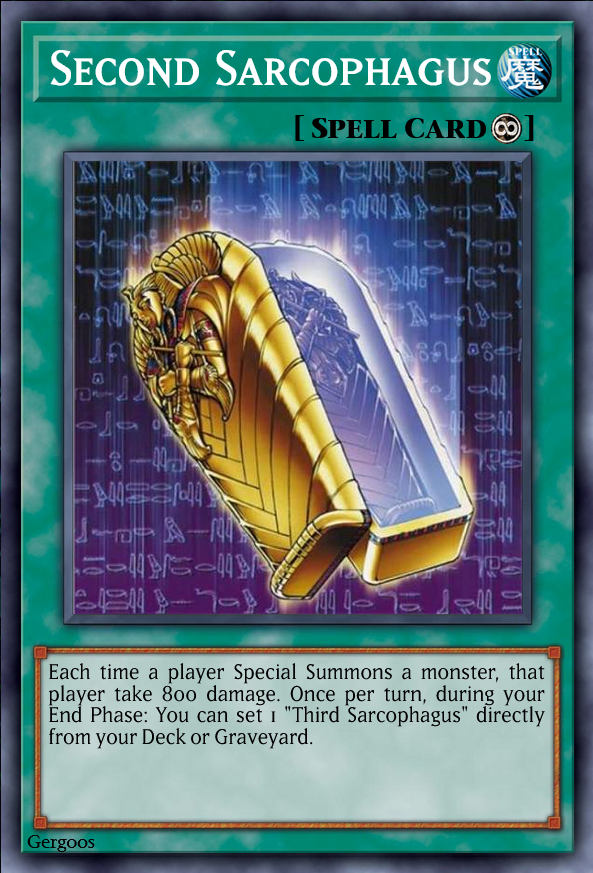 Second Sarcophagus
SPELL
魔
[ Spell Card ]
Each time a player Special Summons a monster, that
player take 800 damage. Once per turn, during your
End Phase: You can set 1 "Third Sarcophagus" directly
from your Deck or Graveyard.
Gergoos